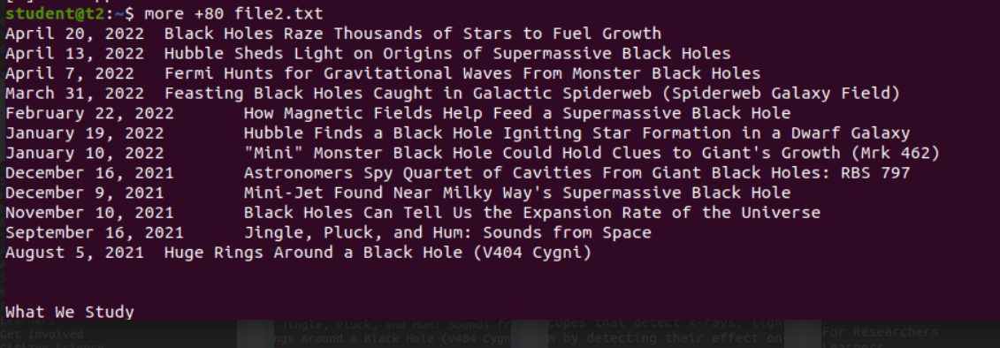 student@t2:~$ more +80 file2.txt
April 20, 2022  Black Holes Raze Thousands of Stars to Fuel Growth
April 13, 2022  Hubble Sheds Light on Origins of Supermassive Black Holes
April 7, 2022   Fermi Hunts for Gravitational Waves From Monster Black Holes
March 31, 2022  Feasting Black Holes Caught in Galactic Spiderweb (Spiderweb Galaxy Field)
February 22, 2022       How Magnetic Fields Help Feed a Supermassive Black Hole
January 19, 2022        Hubble Finds a Black Hole Igniting Star Formation in a Dwarf Galaxy
January 10, 2022        "Mini" Monster Black Hole Could Hold Clues to Giant's Growth (Mrk 462)
December 16, 2021       Astronomers Spy Quartet of Cavities From Giant Black Holes: RBS 797
December 9, 2021        Mini-Jet Found Near Milky Way's Supermassive Black Hole
November 10, 2021       Black Holes Can Tell Us the Expansion Rate of the Universe
September 16, 2021      Jingle, Pluck, and Hum: Sounds from Space
August 5, 2021  Huge Rings Around a Black Hole (V404 Cygni)
What We Study
Learners
Get Involved
Jingle, Pluck, and Hum: Sounds fr
ngs Around a Black Hole (V404 Cygn
copes that detect x-rays, ligh
m by detecting their effect on
For Researchers
Learners